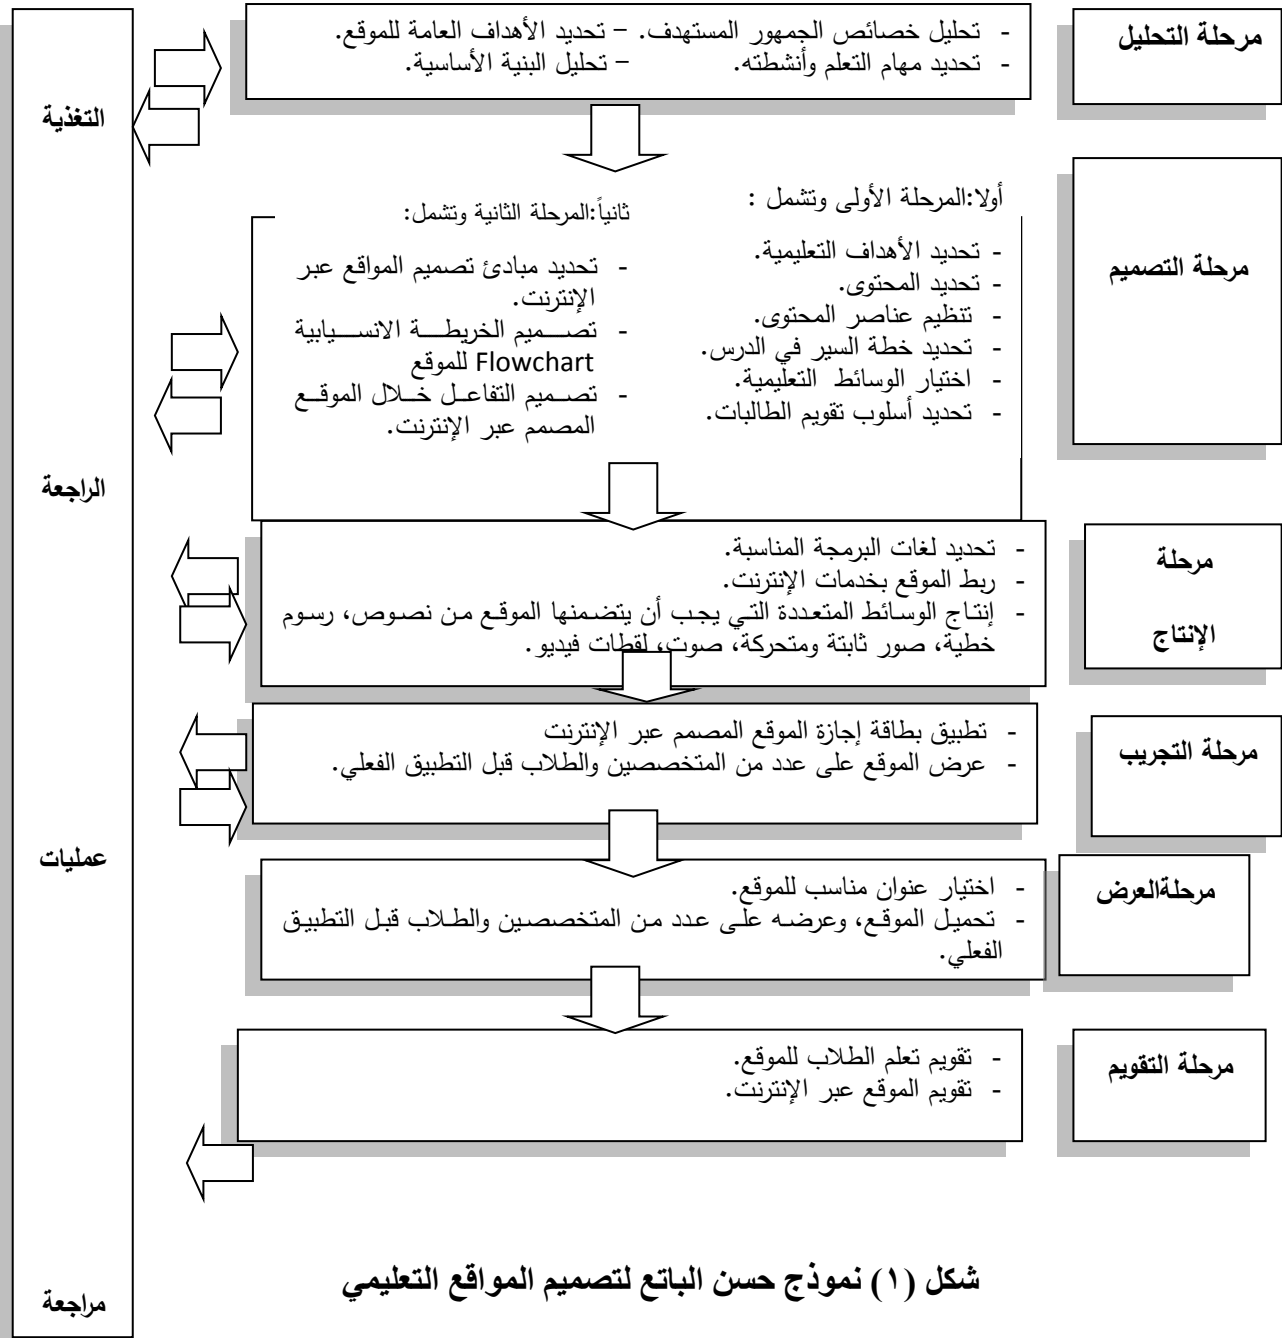 مرحلة التحليل
- تحليل خصائص الجمهور المستهدف. – تحديد الأهداف العامة للموقع.
- تحديد مهام التعلم وأنشطته. – تحليل البنية الأساسية.
مرحلة التصميم
أولا:المرحلة الأولى وتشمل :
- تحديد الأهداف التعليمية.
- تحديد المحتوى.
- تنظيم عناصر المحتوى.
- تحديد خطة السير في الدرس.
- اختيار الوسائط التعليمية.
- تحديد أسلوب تقويم الطالبات.
ثانياً:المرحلة الثانية وتشمل:
- تحديد مبادئ تصميم المواقع عبر
الإنترنت.
- تصميم الخريطة الانسيابية
Flowchart للموقع
- تصميم التفاعل خلال الموقع
المصمم عبر الإنترنت.
مرحلة
الإنتاج
- تحديد لغات البرمجة المناسبة.
- ربط الموقع بخدمات الإنترنت.
- إنتاج الوسائط المتعددة التي يجب أن يتضمنها الموقع من نصوص، رسوم
خطية، صور ثابتة ومتحركة، صوت، لقطات فيديو.
مرحلة التجريب
- تطبيق بطاقة إجازة الموقع المصمم عبر الإنترنت
- عرض الموقع على عدد من المتخصصين والطلاب قبل التطبيق الفعلي.
مرحلةالعرض
- اختيار عنوان مناسب للموقع.
- تحميل الموقع، وعرضه على عدد من المتخصصين والطلاب قبل التطبيق
الفعلي.
مرحلة التقويم
- تقويم تعلم الطلاب للموقع.
- تقويم الموقع عبر الإنترنت.
التغذية
الراجعة
عمليات
مراجعة
شكل (١) نموذج حسن الباتع لتصميم المواقع التعليمي